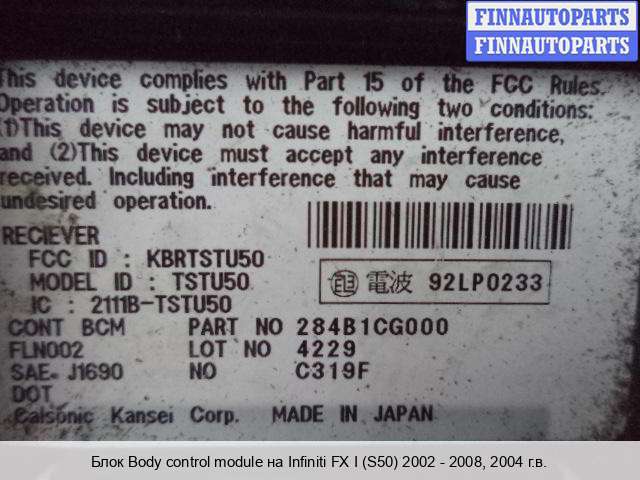 FINNAUTOPARTS
FINNAUTOPARTS
This device complies with Part 15 of the FCC Rules.
Operation is subject to the following two conditions:
(1)This device may not cause harmful interference,
and (2)This device must accept any interference
received. Including interference that may cause
undesired operation.
RECIEVER
FCC ID : KBRTSTU50
MODEL ID : TSTU50
IC : 2111B-TSTU50
電波 92LP0233
CONT BCM PART NO 284B1CG000
FLN002 LOT NO 4229
SAE. J1690 NO C319F
DOT
Calsonic Kansei Corp. MADE IN JAPAN
Блок Body control module на Infiniti FX I (S50) 2002 - 2008, 2004 г.в.